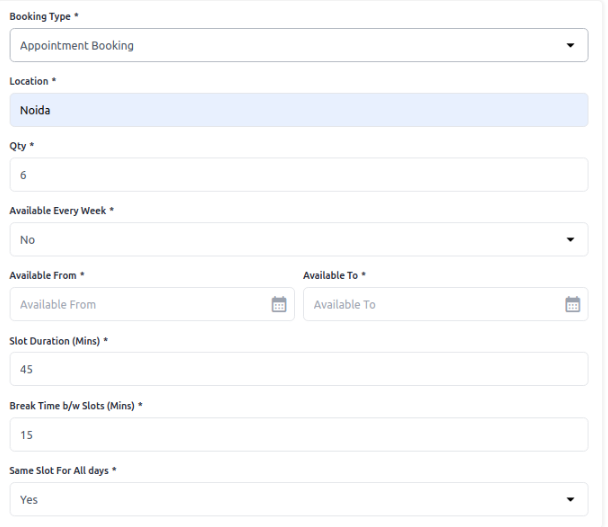 Booking Type *
Appointment Booking
Location *
Noida
Qty *
6
Available Every Week *
No
Available From * Available To *
Available From Available To
Slot Duration (Mins) *
45
Break Time b/w Slots (Mins) *
15
Same Slot For All days *
Yes